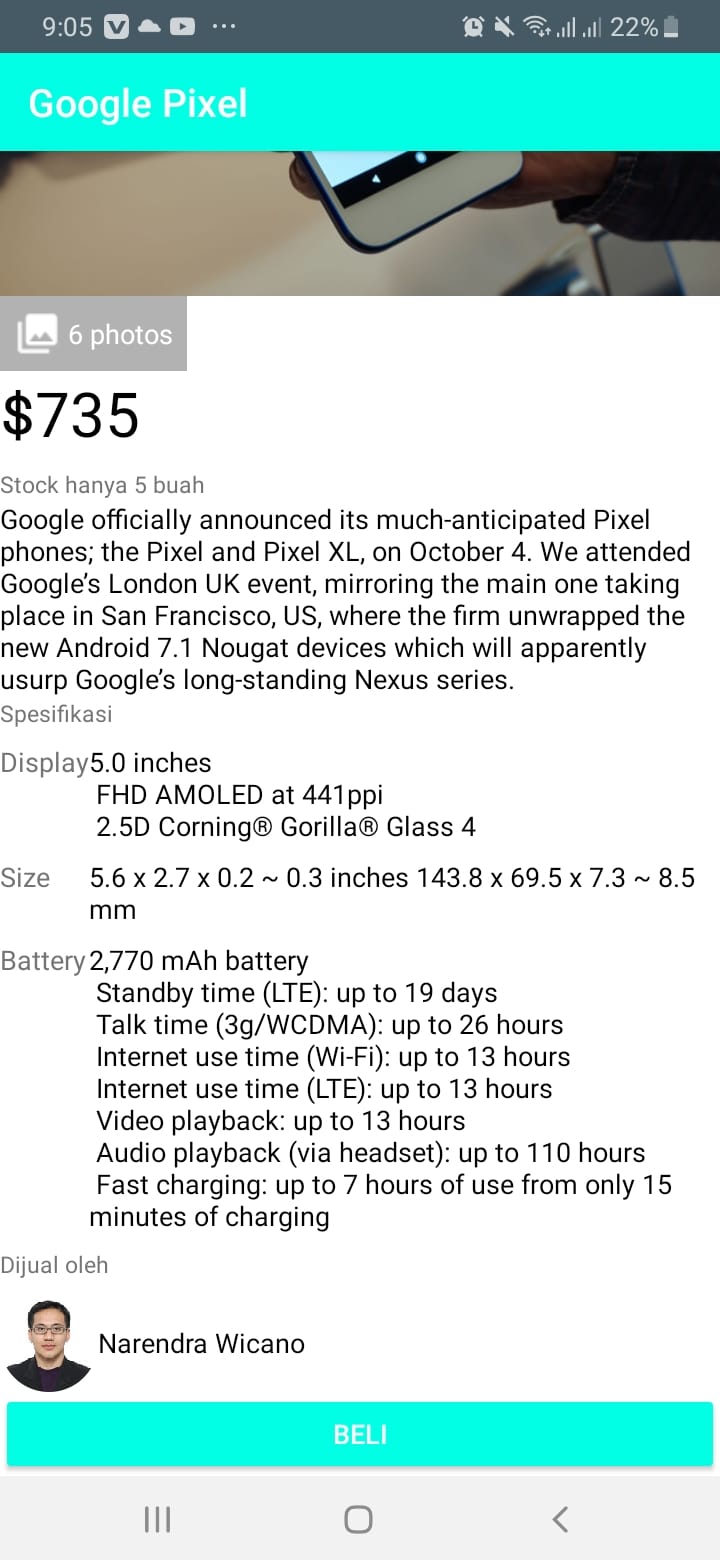 9:05 22%
Google Pixel
6 photos
$735
Stock hanya 5 buah
Google officially announced its much-anticipated Pixel
phones; the Pixel and Pixel XL, on October 4. We attended
Google’s London UK event, mirroring the main one taking
place in San Francisco, US, where the firm unwrapped the
new Android 7.1 Nougat devices which will apparently
usurp Google’s long-standing Nexus series.
Spesifikasi
Display 5.0 inches
FHD AMOLED at 441ppi
2.5D Corning® Gorilla® Glass 4
Size 5.6 x 2.7 x 0.2 ~ 0.3 inches 143.8 x 69.5 x 7.3 ~ 8.5
mm
Battery 2,770 mAh battery
Standby time (LTE): up to 19 days
Talk time (3g/WCDMA): up to 26 hours
Internet use time (Wi-Fi): up to 13 hours
Internet use time (LTE): up to 13 hours
Video playback: up to 13 hours
Audio playback (via headset): up to 110 hours
Fast charging: up to 7 hours of use from only 15
minutes of charging
Dijual oleh
Narendra Wicano
BELI